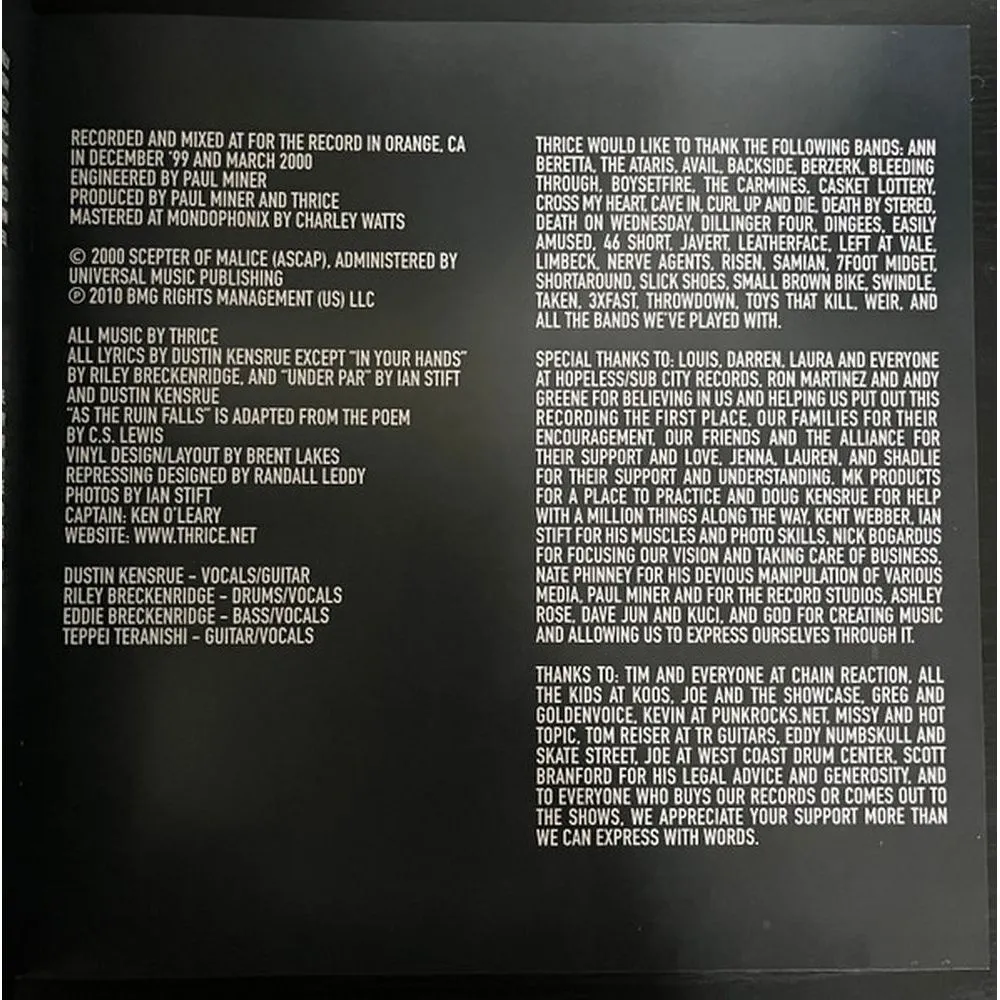 RECORDED AND MIXED AT FOR THE RECORD IN ORANGE, CA
IN DECEMBER '99 AND MARCH 2000
ENGINEERED BY PAUL MINER
PRODUCED BY PAUL MINER AND THRICE
MASTERED AT MONDOPHONIX BY CHARLEY WATTS
© 2000 SCEPTER OF MALICE (ASCAP), ADMINISTERED BY
UNIVERSAL MUSIC PUBLISHING
℗ 2010 BMG RIGHTS MANAGEMENT (US) LLC
ALL MUSIC BY THRICE
ALL LYRICS BY DUSTIN KENSRUE EXCEPT "IN YOUR HANDS"
BY RILEY BRECKENRIDGE, AND "UNDER PAR" BY IAN STIFT
AND DUSTIN KENSRUE
"AS THE RUIN FALLS" IS ADAPTED FROM THE POEM
BY C.S. LEWIS
VINYL DESIGN/LAYOUT BY BRENT LAKES
REPRESSING DESIGNED BY RANDALL LEDDY
PHOTOS BY IAN STIFT
CAPTAIN: KEN O'LEARY
WEBSITE: WWW.THRICE.NET
DUSTIN KENSRUE – VOCALS/GUITAR
RILEY BRECKENRIDGE – DRUMS/VOCALS
EDDIE BRECKENRIDGE – BASS/VOCALS
TEPPEI TERANISHI – GUITAR/VOCALS
THRICE WOULD LIKE TO THANK THE FOLLOWING BANDS: ANN
BERETTA, THE ATARIS, AVAIL, BACKSIDE, BERZERK, BLEEDING
THROUGH, BOYSETFIRE, THE CARMINES, CASKET LOTTERY,
CROSS MY HEART, CAVE IN, CURL UP AND DIE, DEATH BY STEREO,
DEATH ON WEDNESDAY, DILLINGER FOUR, DINGEES, EASILY
AMUSED, 46 SHORT, JAVERT, LEATHERFACE, LEFT AT VALE,
LIMBECK, NERVE AGENTS, RISEN, SAMIAN, 7FOOT MIDGET,
SHORTAROUND, SLICK SHOES, SMALL BROWN BIKE, SWINDLE,
TAKEN, 3XFAST, THROWDOWN, TOYS THAT KILL, WEIR, AND
ALL THE BANDS WE'VE PLAYED WITH.
SPECIAL THANKS TO: LOUIS, DARREN, LAURA AND EVERYONE
AT HOPELESS/SUB CITY RECORDS, RON MARTINEZ AND ANDY
GREENE FOR BELIEVING IN US AND HELPING US PUT OUT THIS
RECORDING THE FIRST PLACE, OUR FAMILIES FOR THEIR
ENCOURAGEMENT, OUR FRIENDS AND THE ALLIANCE FOR
THEIR SUPPORT AND LOVE, JENNA, LAUREN, AND SHADLIE
FOR THEIR SUPPORT AND UNDERSTANDING, MK PRODUCTS
FOR A PLACE TO PRACTICE AND DOUG KENSRUE FOR HELP
WITH A MILLION THINGS ALONG THE WAY, KENT WEBBER, IAN
STIFT FOR HIS MUSCLES AND PHOTO SKILLS, NICK BOGARDUS
FOR FOCUSING OUR VISION AND TAKING CARE OF BUSINESS,
NATE PHINNEY FOR HIS DEVIOUS MANIPULATION OF VARIOUS
MEDIA, PAUL MINER AND FOR THE RECORD STUDIOS, ASHLEY
ROSE, DAVE JUN AND KUCI, AND GOD FOR CREATING MUSIC
AND ALLOWING US TO EXPRESS OURSELVES THROUGH IT.
THANKS TO: TIM AND EVERYONE AT CHAIN REACTION, ALL
THE KIDS AT KOOS, JOE AND THE SHOWCASE, GREG AND
GOLDENVOICE, KEVIN AT PUNKROCKS.NET, MISSY AND HOT
TOPIC, TOM REISER AT TR GUITARS, EDDY NUMBSKULL AND
SKATE STREET, JOE AT WEST COAST DRUM CENTER, SCOTT
BRANFORD FOR HIS LEGAL ADVICE AND GENEROSITY, AND
TO EVERYONE WHO BUYS OUR RECORDS OR COMES OUT TO
THE SHOWS, WE APPRECIATE YOUR SUPPORT MORE THAN
WE CAN EXPRESS WITH WORDS.